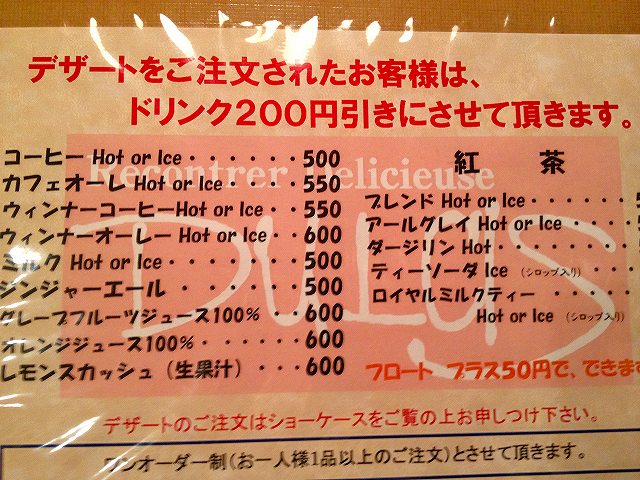 デザートをご注文されたお客様は、
ドリンク200円引きにさせて頂きます。
Recontrer Delicieuse
DULCIS
コーヒー Hot or Ice・・・・・・500
カフェオーレ Hot or Ice・・・・550
ウィンナーコーヒーHot or Ice・・550
ウィンナーオーレー Hot or Ice・・600
ミルク Hot or Ice・・・・・・・500
ジンジャーエール ・・・・・・500
グレープフルーツジュース100% ・・600
オレンジジュース100%・・・・・600
レモンスカッシュ（生果汁）・・・600
紅 茶
ブレンド Hot or Ice・・・・・・
アールグレイ Hot or Ice・・・・
ダージリン Hot・・・・・・・
ティーソーダ Ice （シロップ入り）・・・・
ロイヤルミルクティー ・・・・・
Hot or Ice （シロップ入り）
フロート プラス50円で、できま
デザートのご注文はショーケースをご覧の上お申しつけ下さい。
ワンオーダー制（お一人様1品以上のご注文）とさせて頂きます。